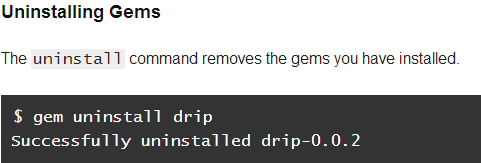 Uninstalling Gems
The uninstall command removes the gems you have installed.
$ gem uninstall drip
Successfully uninstalled drip-0.0.2